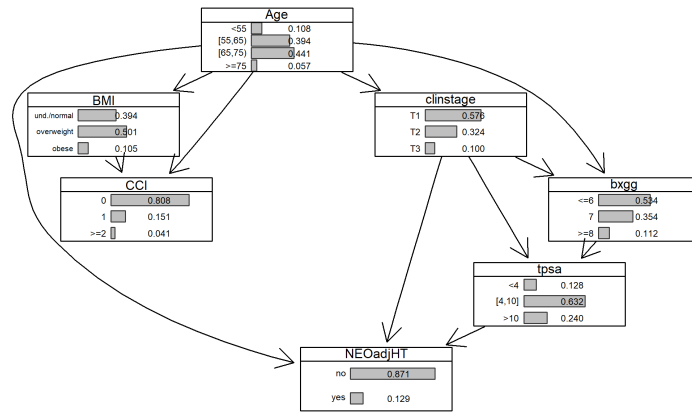 Age
<55 0.108
[55,65) 0.394
[65,75) 0.441
>=75 0.057
BMI
und./normal 0.394
overweight 0.501
obese 0.105
clinstage
T1 0.576
T2 0.324
T3 0.100
CCI
0 0.808
1 0.151
>=2 0.041
bxgg
<=6 0.534
7 0.354
>=8 0.112
tpsa
<4 0.128
[4,10] 0.632
>10 0.240
NEOadjHT
no 0.871
yes 0.129